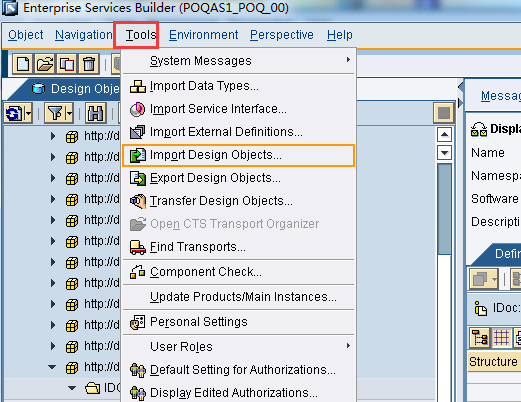 Enterprise Services Builder (POQAS1_POQ_00)
Object Navigation Tools Environment Perspective Help
System Messages
Import Data Types...
Import Service Interface...
Import External Definitions...
Import Design Objects...
Export Design Objects...
Transfer Design Objects...
Open CTS Transport Organizer
Find Transports...
Component Check...
Update Products/Main Instances...
Personal Settings
User Roles
Default Setting for Authorizations...
Display Edited Authorizations...
Design Obje
http://d
http://d
http://d
http://d
http://d
http://d
http://d
http://d
http://d
http://d
http://d
http://d
IDO
Messag
Displa
Name
Namesp
Software
Descripti
Defin
IDoc:
Structure